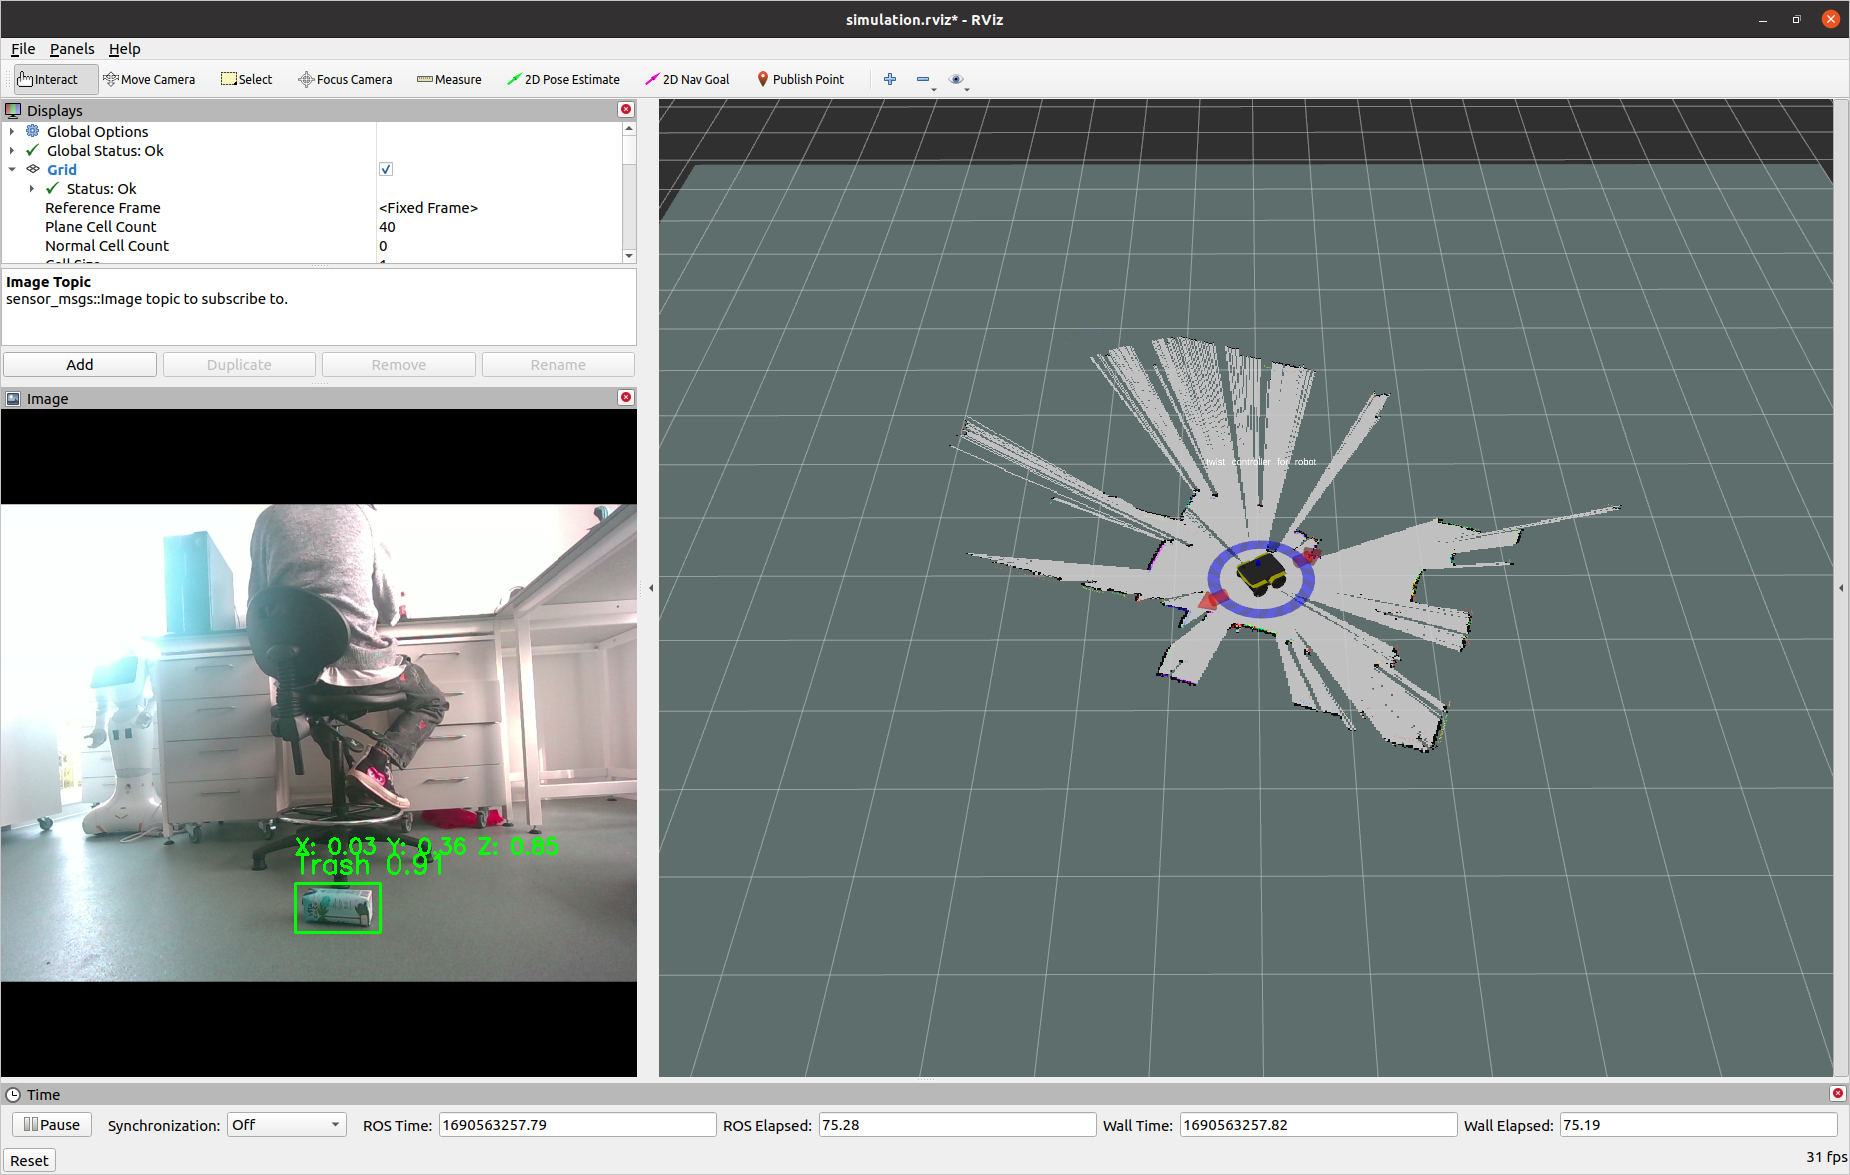 simulation.rviz* - RViz
File Panels Help
Interact Move Camera Select Focus Camera Measure 2D Pose Estimate 2D Nav Goal Publish Point
Displays
Global Options
Global Status: Ok
Grid
Status: Ok
Reference Frame <Fixed Frame>
Plane Cell Count 40
Normal Cell Count 0
Cell Size 1
Image Topic
sensor_msgs::Image topic to subscribe to.
Add Duplicate Remove Rename
Image
X: 0.03 Y: 0.36 Z: 0.85
Trash 0.91
twist controller for robot
Time
Pause Synchronization: Off ROS Time: 1690563257.79 ROS Elapsed: 75.28 Wall Time: 1690563257.82 Wall Elapsed: 75.19
Reset 31 fps